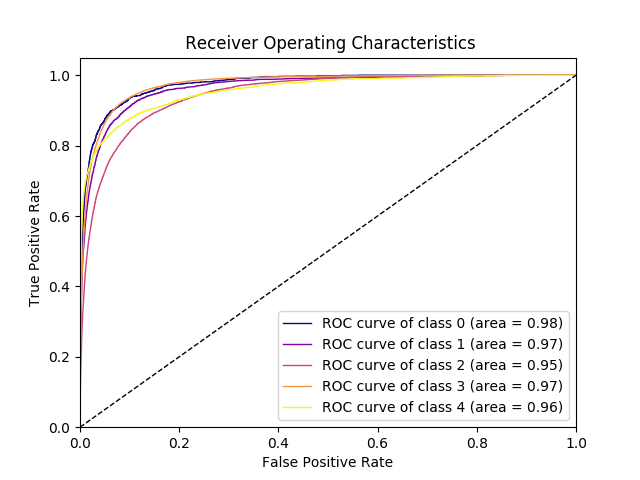 Receiver Operating Characteristics
True Positive Rate
1.0
0.8
0.6
0.4
0.2
0.0
ROC curve of class 0 (area = 0.98)
ROC curve of class 1 (area = 0.97)
ROC curve of class 2 (area = 0.95)
ROC curve of class 3 (area = 0.97)
ROC curve of class 4 (area = 0.96)
0.0 0.2 0.4 0.6 0.8 1.0
False Positive Rate